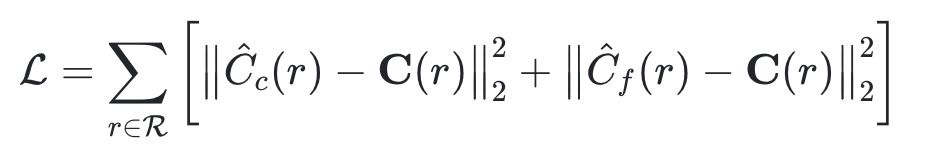 $\mathcal{L} = \sum_{r \in \mathcal{R}} \left[ \left\| \hat{C}_c(r) - \mathbf{C}(r) \right\|_2^2 + \left\| \hat{C}_f(r) - \mathbf{C}(r) \right\|_2^2 \right]$